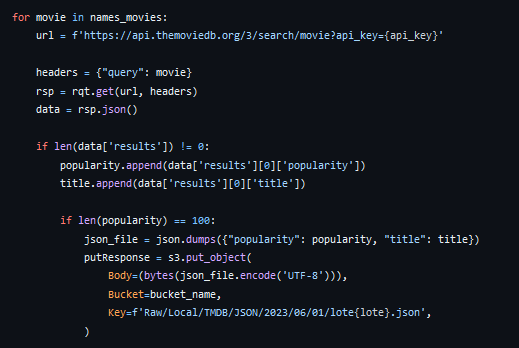 for movie in names_movies:
    url = f'https://api.themoviedb.org/3/search/movie?api_key={api_key}'

    headers = {"query": movie}
    rsp = rqt.get(url, headers)
    data = rsp.json()

    if len(data['results']) != 0:
        popularity.append(data['results'][0]['popularity'])
        title.append(data['results'][0]['title'])

        if len(popularity) == 100:
            json_file = json.dumps({"popularity": popularity, "title": title})
            putResponse = s3.put_object(
                Body=(bytes(json_file.encode('UTF-8'))),
                Bucket=bucket_name,
                Key=f'Raw/Local/TMDB/JSON/2023/06/01/lote{lote}.json',
            )